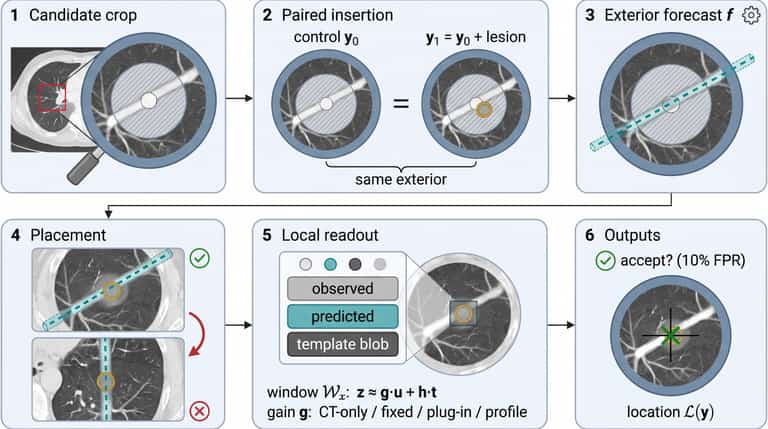 1 Candidate crop
2 Paired insertion
control y₀
y₁ = y₀ + lesion
=
same exterior
3 Exterior forecast f
4 Placement
5 Local readout
observed
predicted
template blob
window 𝒲ₓ: z ≈ g·u + h·t
gain g: CT-only / fixed / plug-in / profile
6 Outputs
accept? (10% FPR)
location ℒ(y)